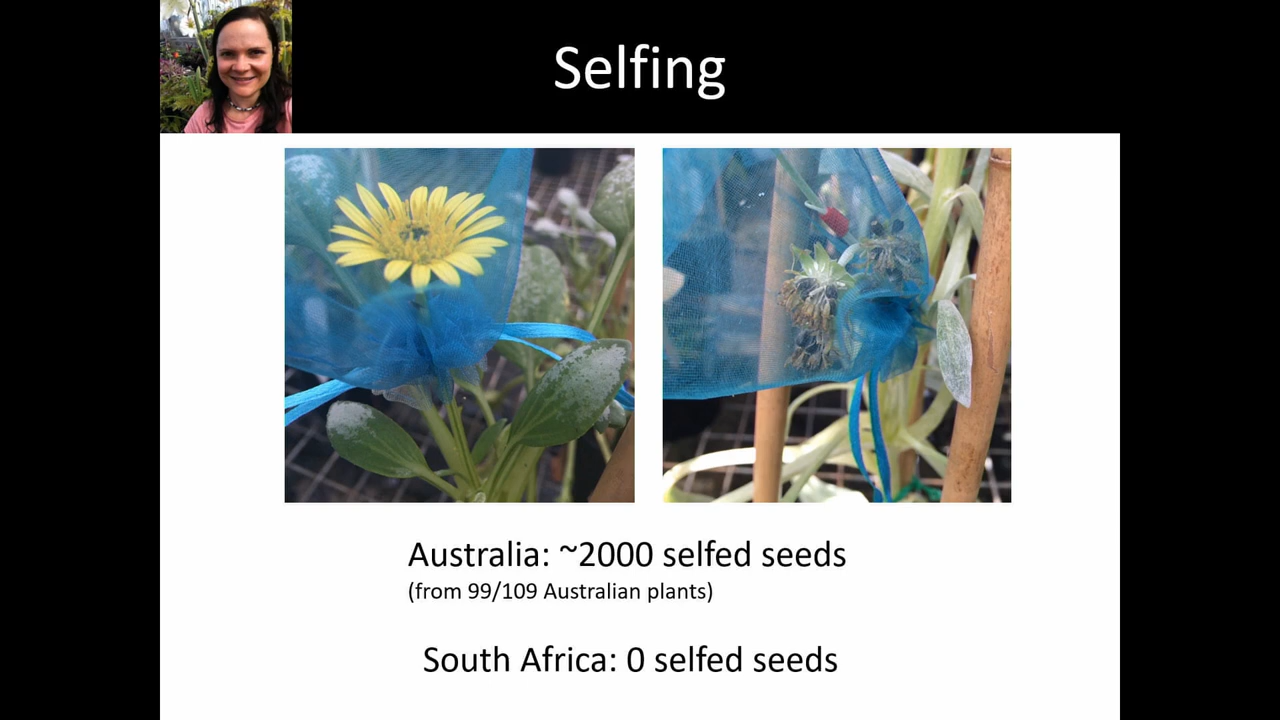 Selfing
Australia: ~2000 selfed seeds
(from 99/109 Australian plants)
South Africa: 0 selfed seeds